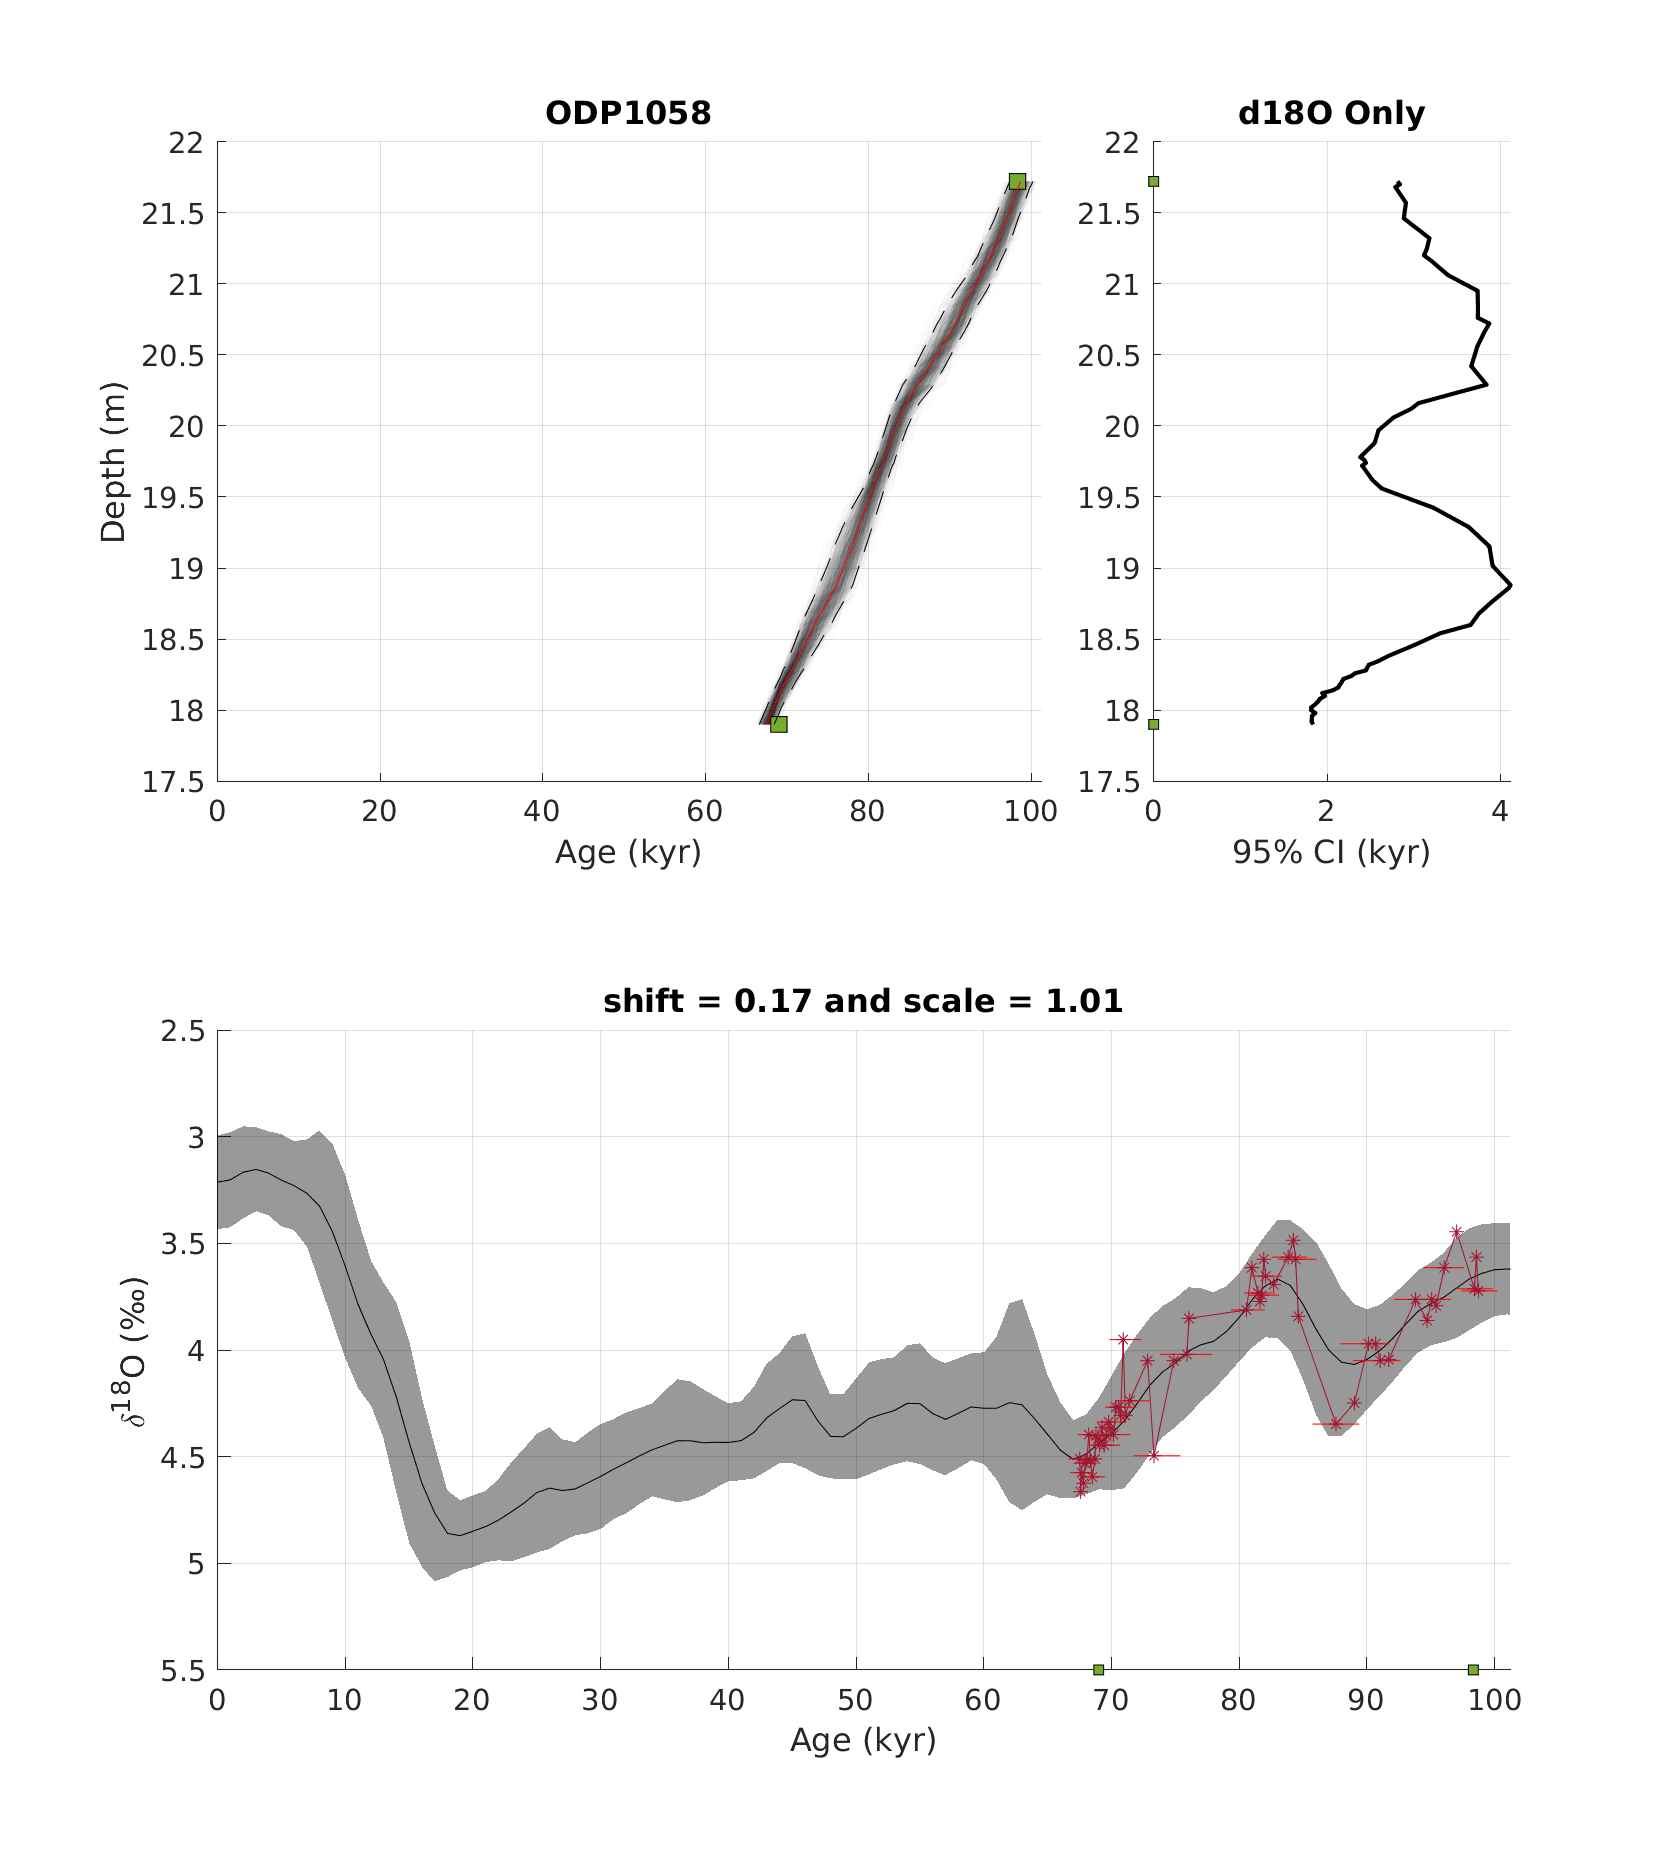 ODP1058
d18O Only
22
21.5
21
20.5
20
19.5
19
18.5
18
17.5
Depth (m)
0 20 40 60 80 100
Age (kyr)
22
21.5
21
20.5
20
19.5
19
18.5
18
17.5
0 2 4
95% CI (kyr)
shift = 0.17 and scale = 1.01
2.5
3
3.5
4
4.5
5
5.5
δ¹⁸O (‰)
0 10 20 30 40 50 60 70 80 90 100
Age (kyr)